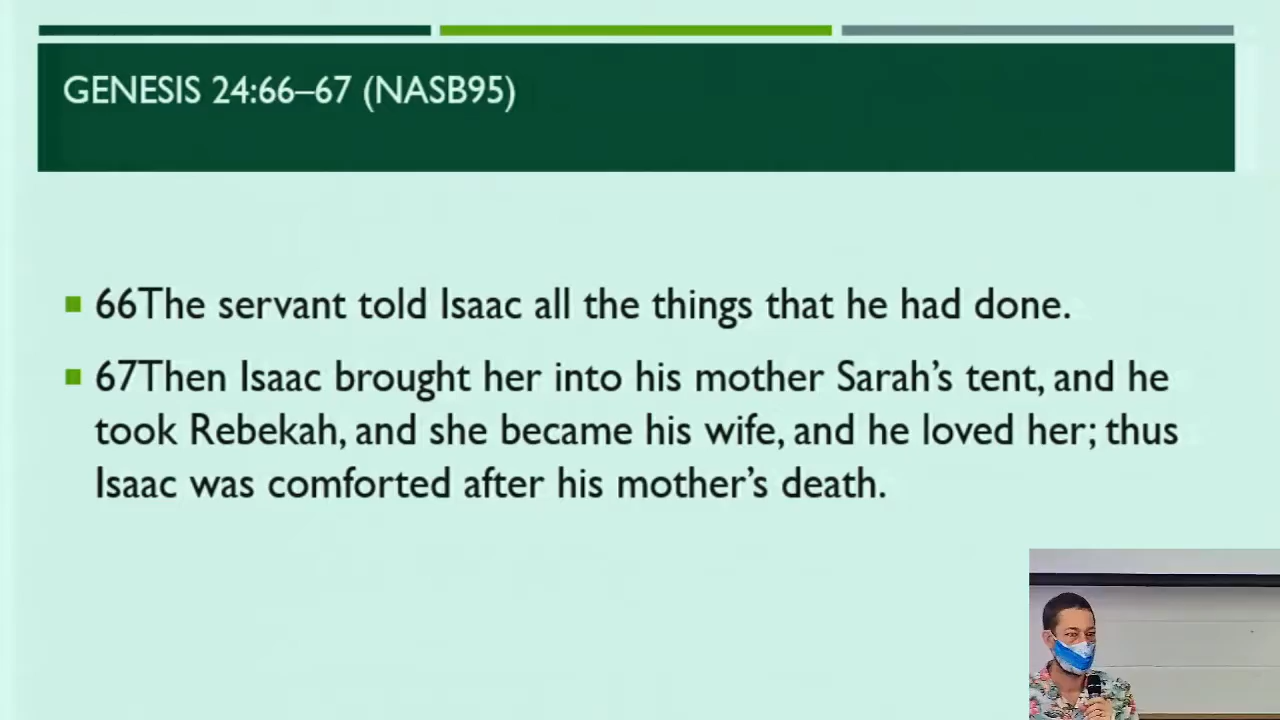 GENESIS 24:66–67 (NASB95)
66The servant told Isaac all the things that he had done.
67Then Isaac brought her into his mother Sarah’s tent, and he
took Rebekah, and she became his wife, and he loved her; thus
Isaac was comforted after his mother’s death.